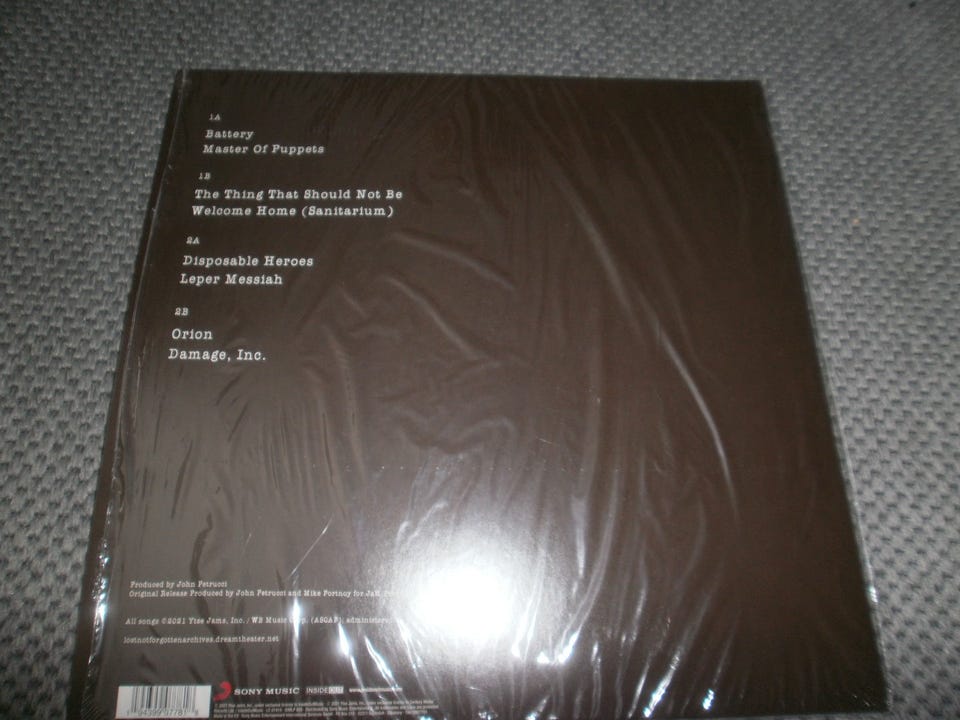 1A
Battery
Master Of Puppets
1B
The Thing That Should Not Be
Welcome Home (Sanitarium)
2A
Disposable Heroes
Leper Messiah
2B
Orion
Damage, Inc.
Produced by John Petrucci
Original Release Produced by John Petrucci and Mike Portnoy for
All songs ©2021 Ytse Jams, Inc. / WB Music Corp. (ASCAP), administered
lostnotforgottenarchives.dreamtheater.net
SONY MUSIC INSIDEOUT